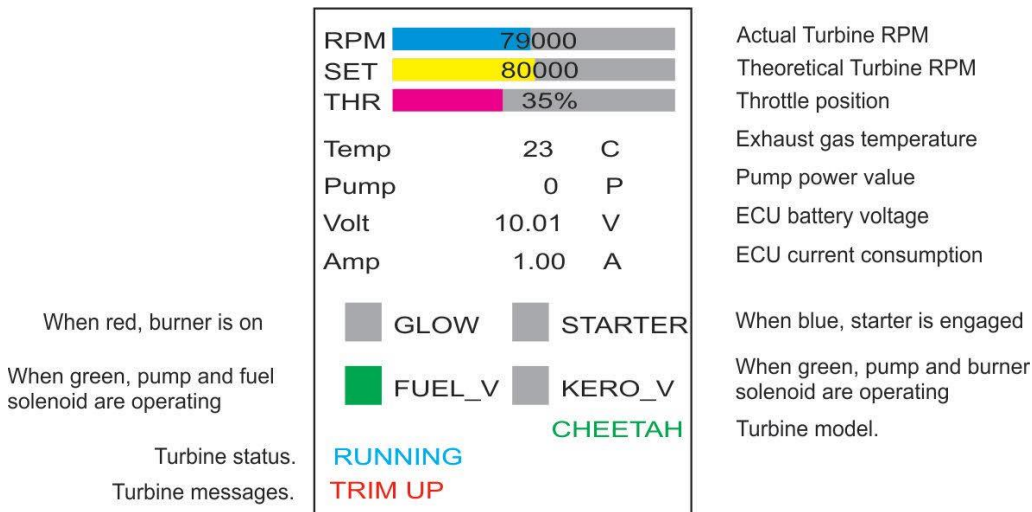 RPM 79000 Actual Turbine RPM
SET 80000 Theoretical Turbine RPM
THR 35% Throttle position
Temp 23 C Exhaust gas temperature
Pump 0 P Pump power value
Volt 10.01 V ECU battery voltage
Amp 1.00 A ECU current consumption
When red, burner is on GLOW STARTER When blue, starter is engaged
When green, pump and fuel
solenoid are operating
FUEL_V KERO_V
When green, pump and burner
solenoid are operating
CHEETAH Turbine model.
Turbine status. RUNNING
Turbine messages. TRIM UP